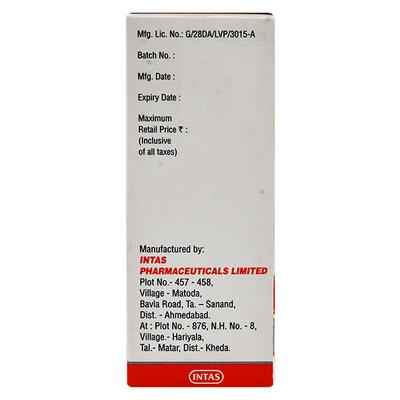 Mfg. Lic. No.: G/28DA/LVP/3015-A
Batch No. :
Mfg. Date :
Expiry Date :
Maximum
Retail Price ₹ :
(Inclusive
of all taxes)
Manufactured by:
INTAS
PHARMACEUTICALS LIMITED
Plot No.- 457 - 458,
Village - Matoda,
Bavla Road, Ta. – Sanand,
Dist. - Ahmedabad.
At : Plot No. - 876, N.H. No. - 8,
Village.- Hariyala,
Tal.- Matar, Dist.- Kheda.
INTAS